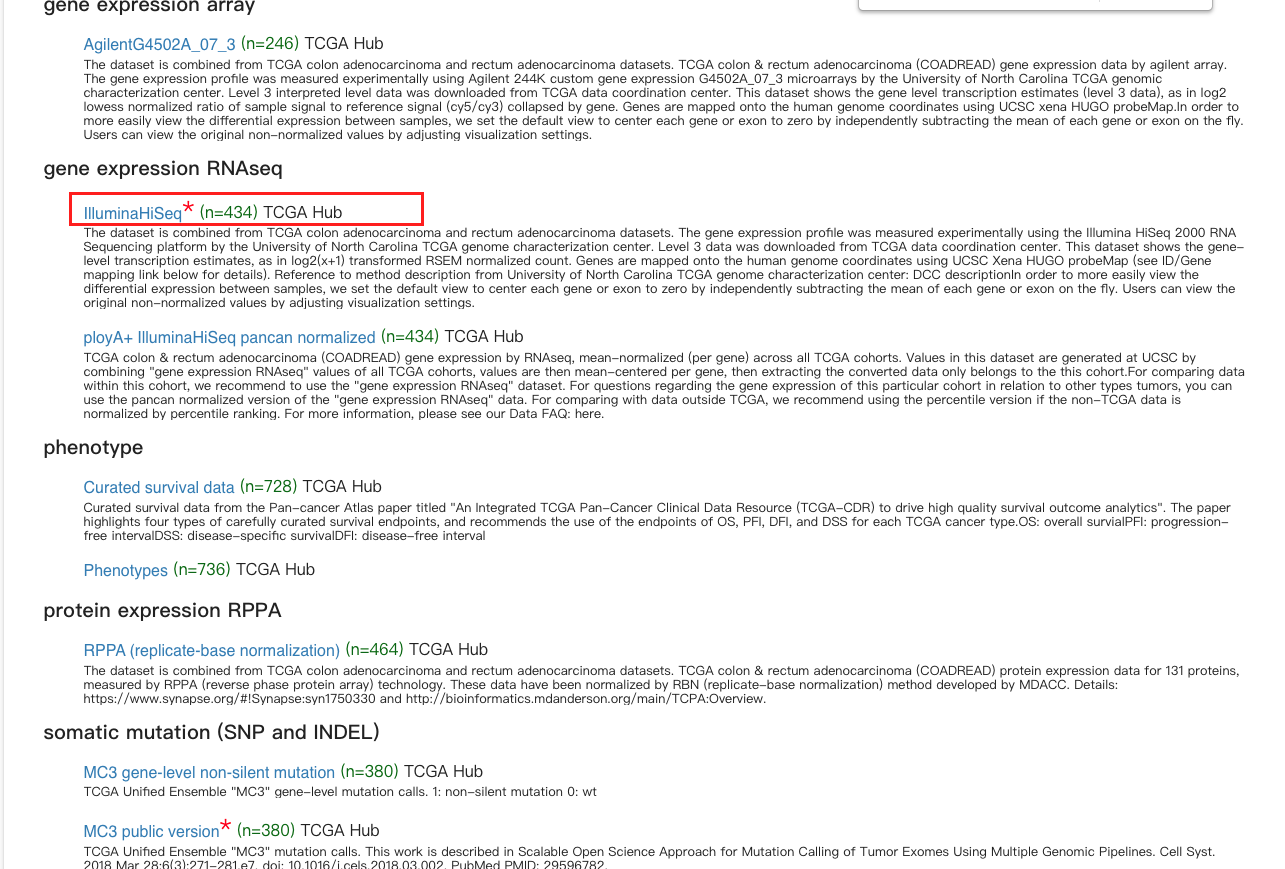 gene expression array
AgilentG4502A_07_3 (n=246) TCGA Hub
The dataset is combined from TCGA colon adenocarcinoma and rectum adenocarcinoma datasets. TCGA colon & rectum adenocarcinoma (COADREAD) gene expression data by agilent array.
The gene expression profile was measured experimentally using Agilent 244K custom gene expression G4502A_07_3 microarrays by the University of North Carolina TCGA genomic
characterization center. Level 3 interpreted level data was downloaded from TCGA data coordination center. This dataset shows the gene level transcription estimates (level 3 data), as in log2
lowess normalized ratio of sample signal to reference signal (cy5/cy3) collapsed by gene. Genes are mapped onto the human genome coordinates using UCSC xena HUGO probeMap.In order to
more easily view the differential expression between samples, we set the default view to center each gene or exon to zero by independently subtracting the mean of each gene or exon on the fly.
Users can view the original non-normalized values by adjusting visualization settings.
gene expression RNAseq
IlluminaHiSeq* (n=434) TCGA Hub
The dataset is combined from TCGA colon adenocarcinoma and rectum adenocarcinoma datasets. The gene expression profile was measured experimentally using the Illumina HiSeq 2000 RNA
Sequencing platform by the University of North Carolina TCGA genome characterization center. Level 3 data was downloaded from TCGA data coordination center. This dataset shows the gene-
level transcription estimates, as in log2(x+1) transformed RSEM normalized count. Genes are mapped onto the human genome coordinates using UCSC Xena HUGO probeMap (see ID/Gene
mapping link below for details). Reference to method description from University of North Carolina TCGA genome characterization center: DCC descriptionIn order to more easily view the
differential expression between samples, we set the default view to center each gene or exon to zero by independently subtracting the mean of each gene or exon on the fly. Users can view the
original non-normalized values by adjusting visualization settings.
ployA+ IlluminaHiSeq pancan normalized (n=434) TCGA Hub
TCGA colon & rectum adenocarcinoma (COADREAD) gene expression by RNAseq, mean-normalized (per gene) across all TCGA cohorts. Values in this dataset are generated at UCSC by
combining "gene expression RNAseq" values of all TCGA cohorts, values are then mean-centered per gene, then extracting the converted data only belongs to the this cohort.For comparing data
within this cohort, we recommend to use the "gene expression RNAseq" dataset. For questions regarding the gene expression of this particular cohort in relation to other types tumors, you can
use the pancan normalized version of the "gene expression RNAseq" data. For comparing with data outside TCGA, we recommend using the percentile version if the non-TCGA data is
normalized by percentile ranking. For more information, please see our Data FAQ: here.
phenotype
Curated survival data (n=728) TCGA Hub
Curated survival data from the Pan-cancer Atlas paper titled "An Integrated TCGA Pan-Cancer Clinical Data Resource (TCGA-CDR) to drive high quality survival outcome analytics". The paper
highlights four types of carefully curated survival endpoints, and recommends the use of the endpoints of OS, PFI, DFI, and DSS for each TCGA cancer type.OS: overall survialPFI: progression-
free intervalDSS: disease-specific survivalDFI: disease-free interval
Phenotypes (n=736) TCGA Hub
protein expression RPPA
RPPA (replicate-base normalization) (n=464) TCGA Hub
The dataset is combined from TCGA colon adenocarcinoma and rectum adenocarcinoma datasets. TCGA colon & rectum adenocarcinoma (COADREAD) protein expression data for 131 proteins,
measured by RPPA (reverse phase protein array) technology. These data have been normalized by RBN (replicate-base normalization) method developed by MDACC. Details:
https://www.synapse.org/#!Synapse:syn1750330 and http://bioinformatics.mdanderson.org/main/TCPA:Overview.
somatic mutation (SNP and INDEL)
MC3 gene-level non-silent mutation (n=380) TCGA Hub
TCGA Unified Ensemble "MC3" gene-level mutation calls. 1: non-silent mutation 0: wt
MC3 public version* (n=380) TCGA Hub
TCGA Unified Ensemble "MC3" mutation calls. This work is described in Scalable Open Science Approach for Mutation Calling of Tumor Exomes Using Multiple Genomic Pipelines. Cell Syst.
2018 Mar 28;6(3):271-281.e7. doi: 10.1016/j.cels.2018.03.002. PubMed PMID: 29596782.